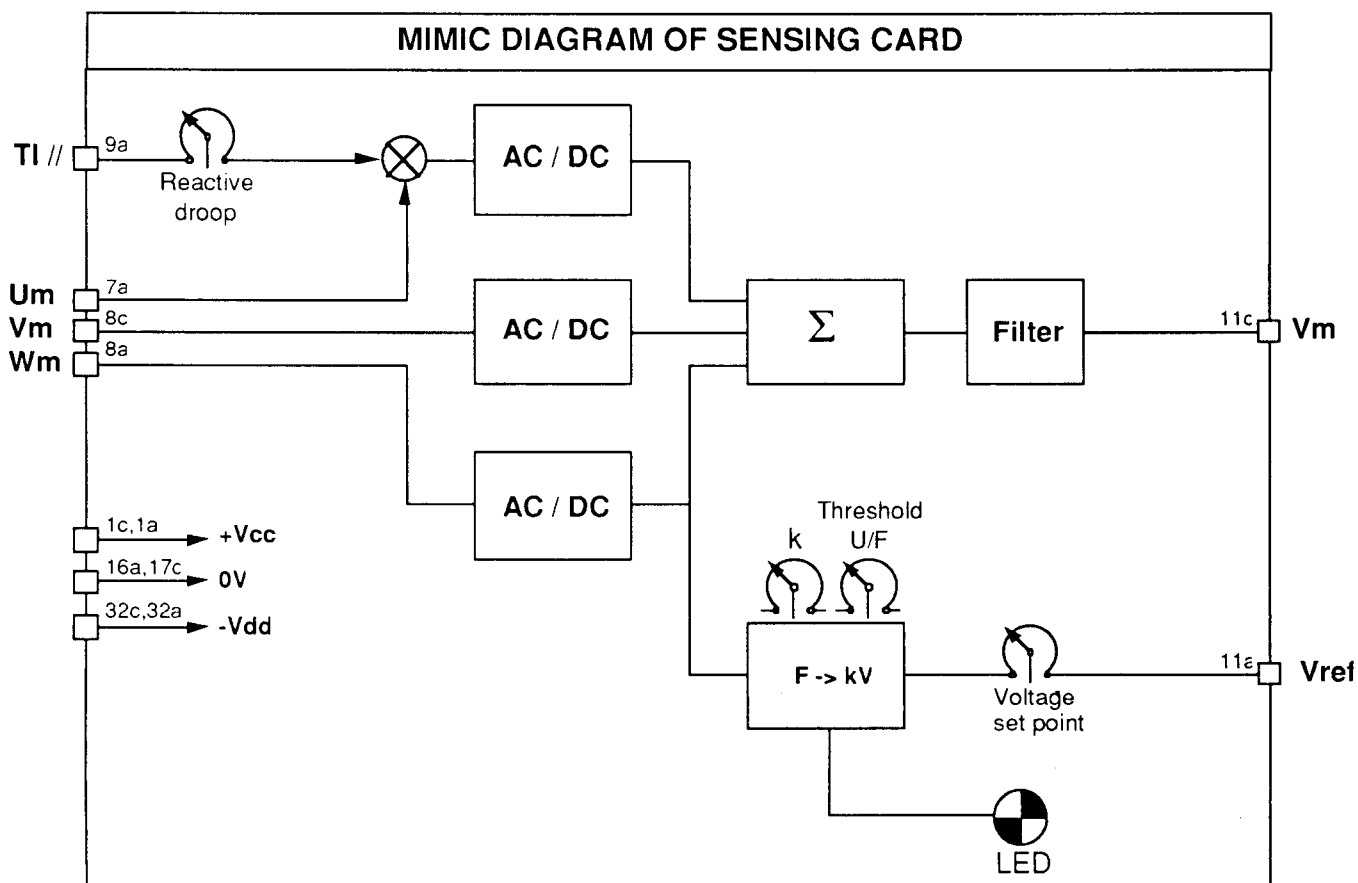 MIMIC DIAGRAM OF SENSING CARD
TI //
9a
Reactive
droop
AC / DC
Um
7a
Vm
8c
Wm
8a
AC / DC
Σ
Filter
11c
Vm
AC / DC
1c,1a
+Vcc
16a,17c
0V
32c,32a
-Vdd
k
Threshold
U/F
F -> kV
Voltage
set point
11a
Vref
LED